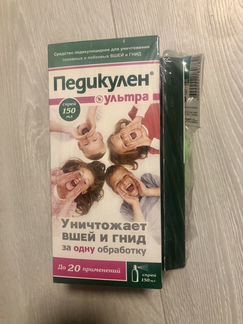 Средство педикулицидное для уничтожения
головных и лобковых ВШЕЙ и ГНИД
Педикулен®
ультра
спрей
150
мл
УНИЧТОЖАЕТ
ВШЕЙ И ГНИД
за одну обработку
До 20 применений
спрей
150 мл